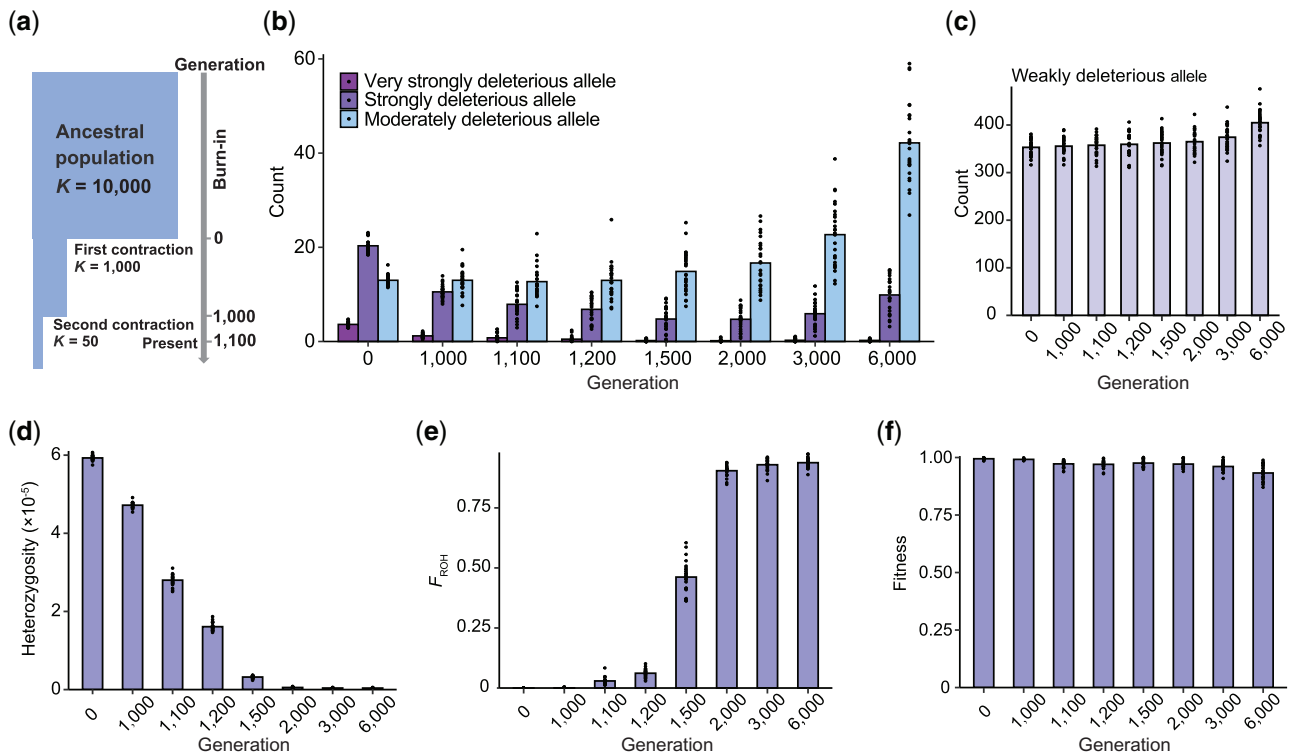 (a)
Generation
Ancestral
population
K = 10,000
Burn-in
0
First contraction
K = 1,000
1,000
Second contraction
K = 50
Present
1,100
(b)
Very strongly deleterious allele
Strongly deleterious allele
Moderately deleterious allele
Count
60
40
20
0
0 1,000 1,100 1,200 1,500 2,000 3,000 6,000
Generation
(c)
Weakly deleterious allele
Count
400
300
200
100
0
0 1,000 1,100 1,200 1,500 2,000 3,000 6,000
Generation
(d)
Heterozygosity (×10⁻⁵)
6
4
2
0
0 1,000 1,100 1,200 1,500 2,000 3,000 6,000
Generation
(e)
F_ROH
0.75
0.50
0.25
0
0 1,000 1,100 1,200 1,500 2,000 3,000 6,000
Generation
(f)
Fitness
1.00
0.75
0.50
0.25
0
0 1,000 1,100 1,200 1,500 2,000 3,000 6,000
Generation